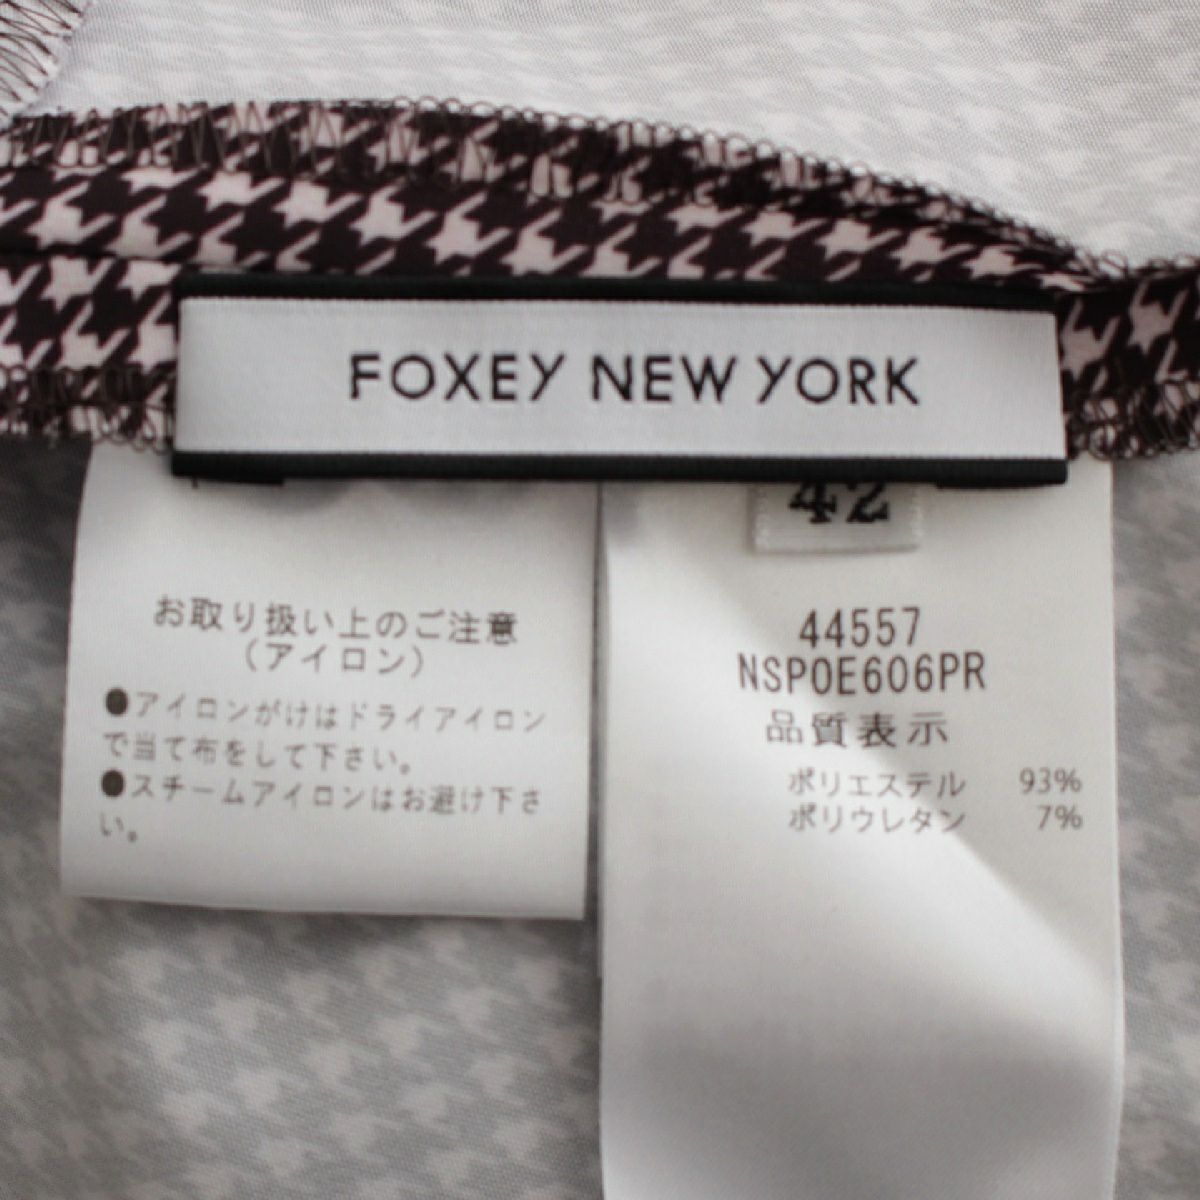 FOXEY NEW YORK
42
お取り扱い上のご注意
（アイロン）
●アイロンがけはドライアイロン
で当て布をして下さい。
●スチームアイロンはお避け下さ
い。
44557
NSPOE606PR
品質表示
ポリエステル 93%
ポリウレタン 7%